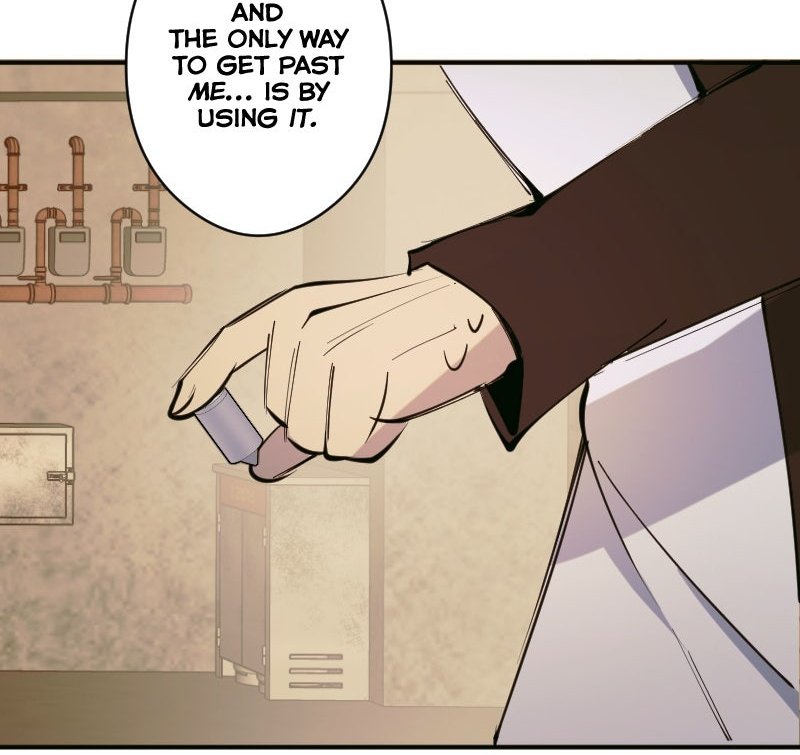 AND
THE ONLY WAY
TO GET PAST
ME... IS BY
USING IT.